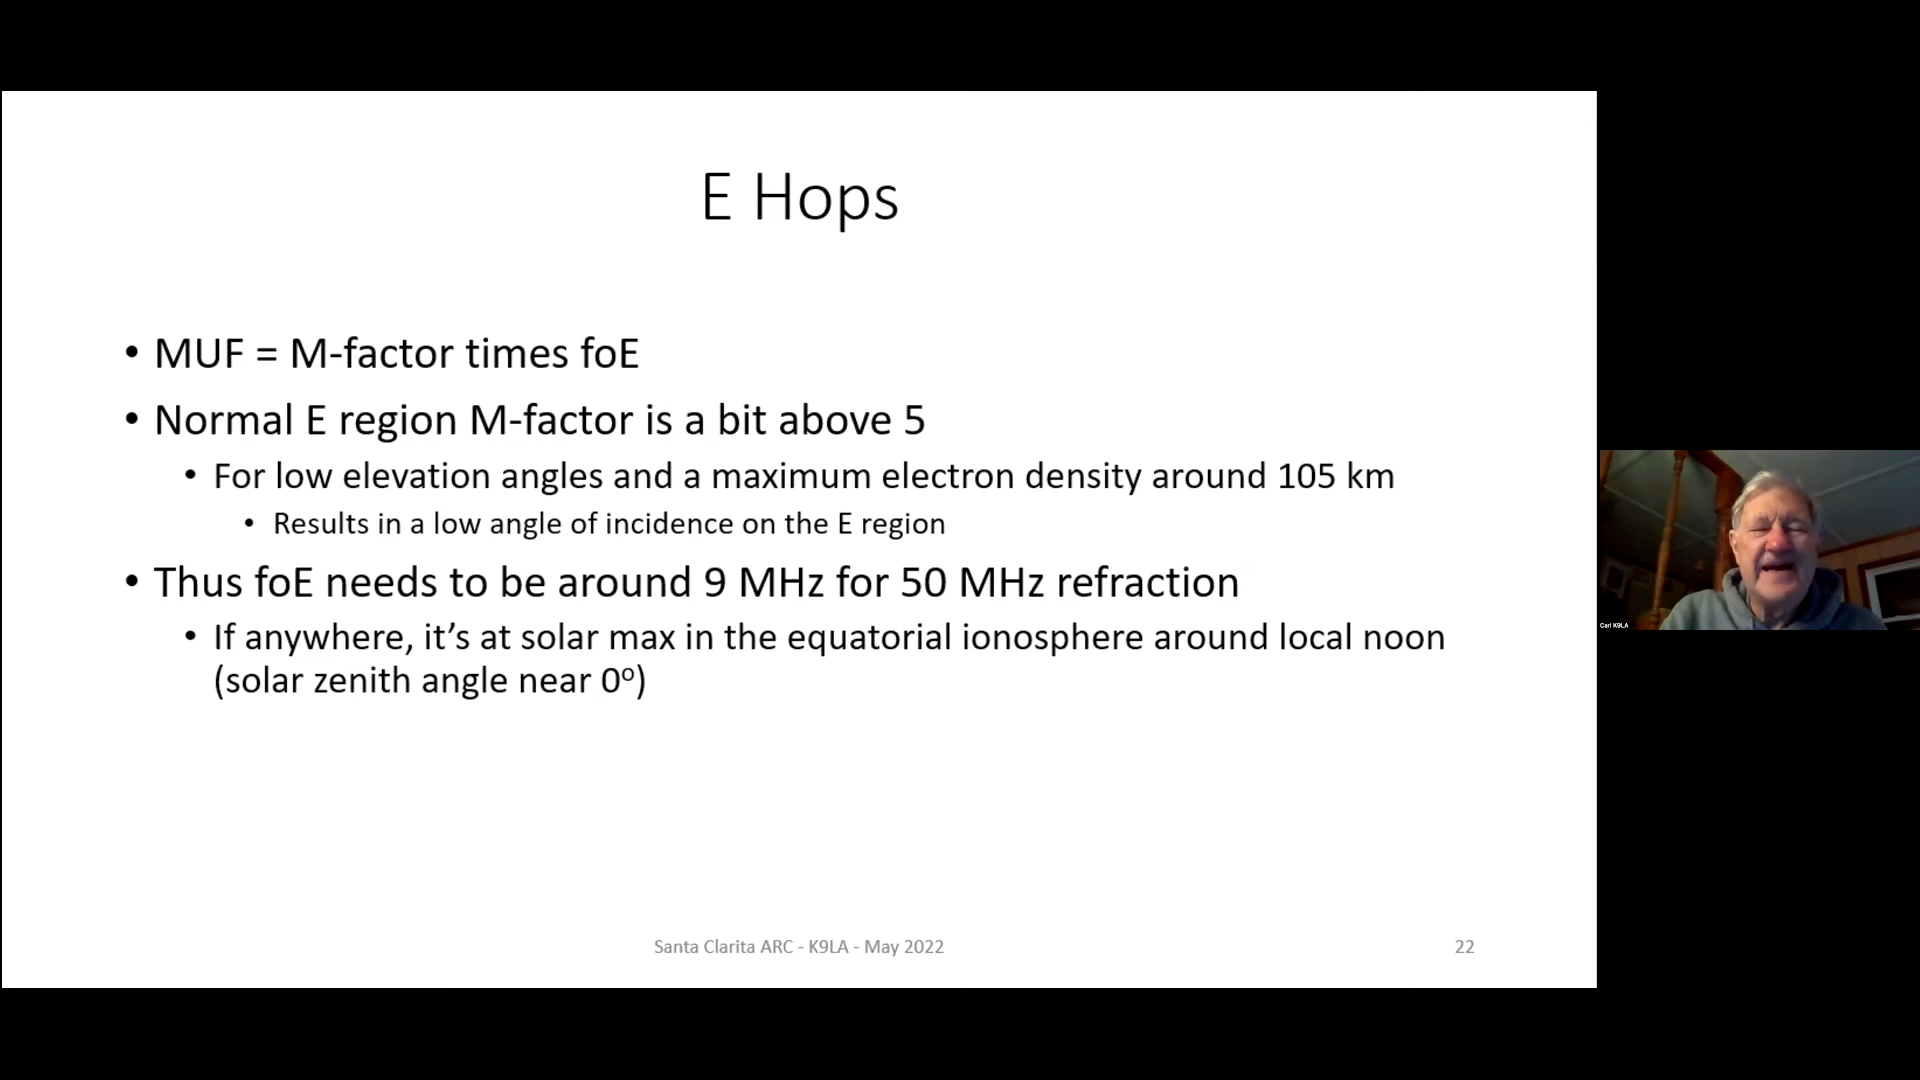 E Hops
• MUF = M-factor times foE
• Normal E region M-factor is a bit above 5
• For low elevation angles and a maximum electron density around 105 km
• Results in a low angle of incidence on the E region
• Thus foE needs to be around 9 MHz for 50 MHz refraction
• If anywhere, it’s at solar max in the equatorial ionosphere around local noon
(solar zenith angle near 0º)
Carl K9LA
Santa Clarita ARC - K9LA - May 2022
22